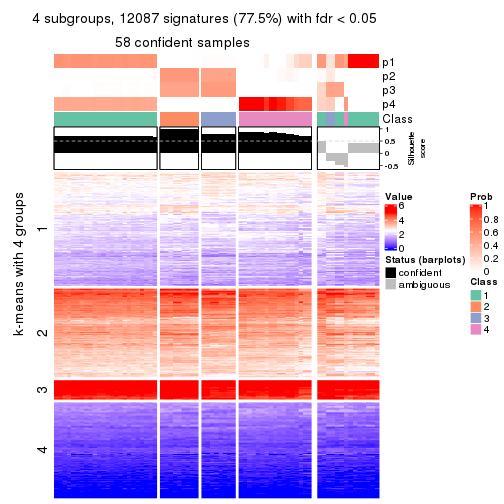 4 subgroups, 12087 signatures (77.5%) with fdr < 0.05
58 confident samples
p1
p2
p3
p4
Class
1
0.5
0
-0.5
Silhouette
score
k-means with 4 groups
1
2
3
4
Value
6
4
2
0
Status (barplots)
confident
ambiguous
Prob
1
0.8
0.6
0.4
0.2
0
Class
1
2
3
4